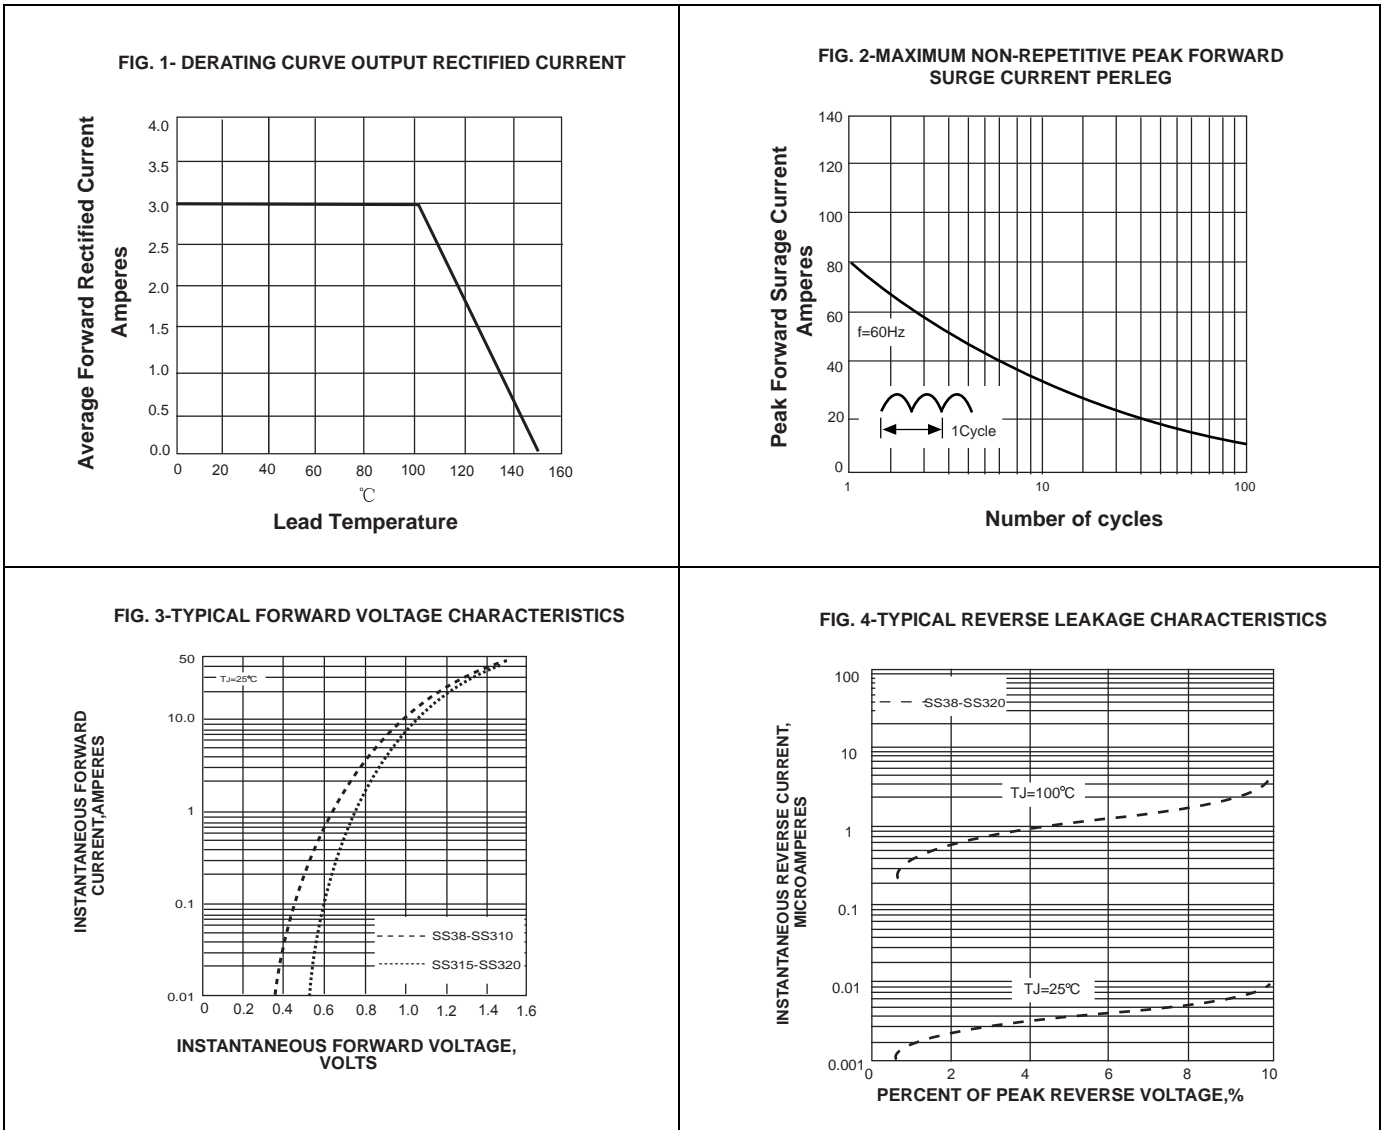 FIG. 1- DERATING CURVE OUTPUT RECTIFIED CURRENT
Average Forward Rectified Current
Amperes
4.0
3.5
3.0
2.5
2.0
1.5
1.0
0.5
0.0
0 20 40 60 80 100 120 140 160
℃
Lead Temperature
FIG. 2-MAXIMUM NON-REPETITIVE PEAK FORWARD
SURGE CURRENT PERLEG
Peak Forward Surage Current
Amperes
140
120
100
80
60
40
20
0
f=60Hz
1Cycle
1 10 100
Number of cycles
FIG. 3-TYPICAL FORWARD VOLTAGE CHARACTERISTICS
INSTANTANEOUS FORWARD
CURRENT,AMPERES
50
10.0
1
0.1
0.01
TJ=25℃
SS38-SS310
SS315-SS320
0 0.2 0.4 0.6 0.8 1.0 1.2 1.4 1.6
INSTANTANEOUS FORWARD VOLTAGE,
VOLTS
FIG. 4-TYPICAL REVERSE LEAKAGE CHARACTERISTICS
INSTANTANEOUS REVERSE CURRENT,
MICROAMPERES
100
10
1
0.1
0.01
0.001
SS38-SS320
TJ=100℃
TJ=25℃
0 2 4 6 8 10
PERCENT OF PEAK REVERSE VOLTAGE,%